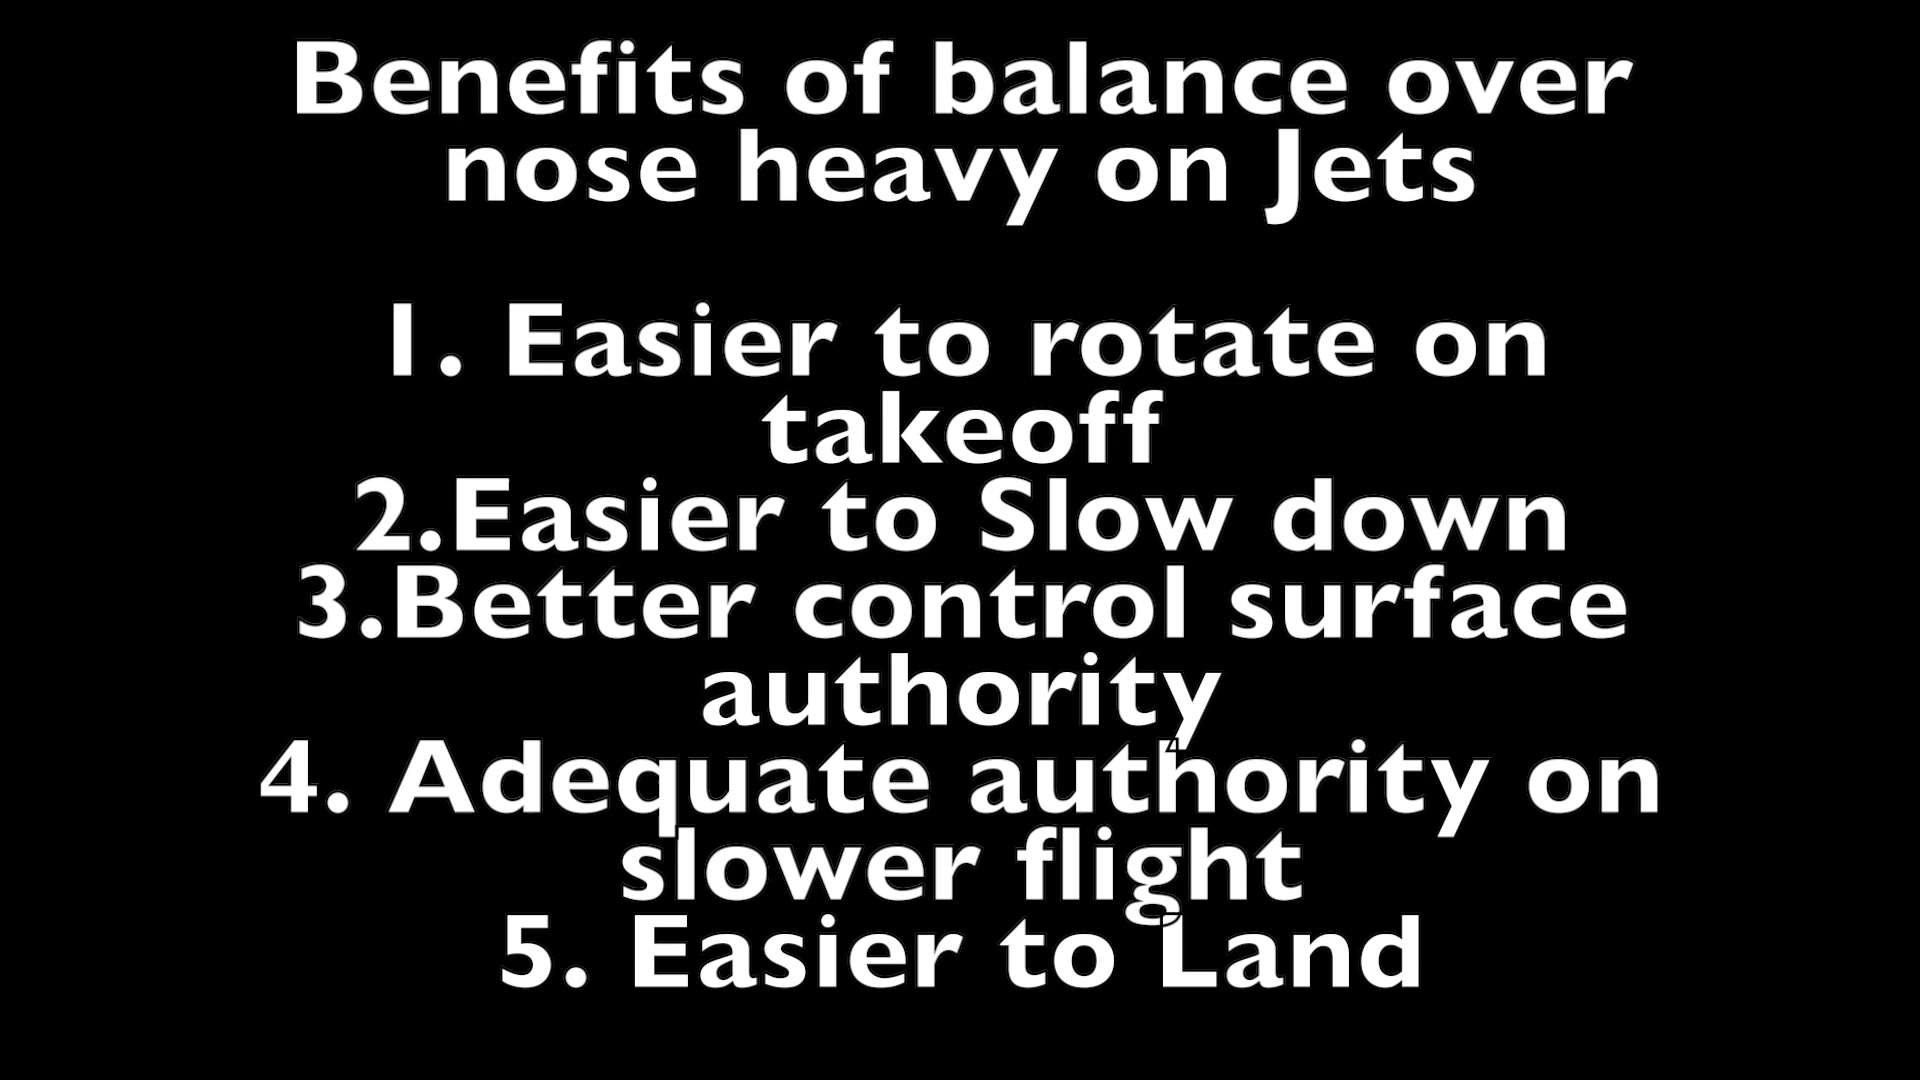 Benefits of balance over
nose heavy on Jets
1. Easier to rotate on
takeoff
2.Easier to Slow down
3.Better control surface
authority
4. Adequate authority on
slower flight
5. Easier to Land